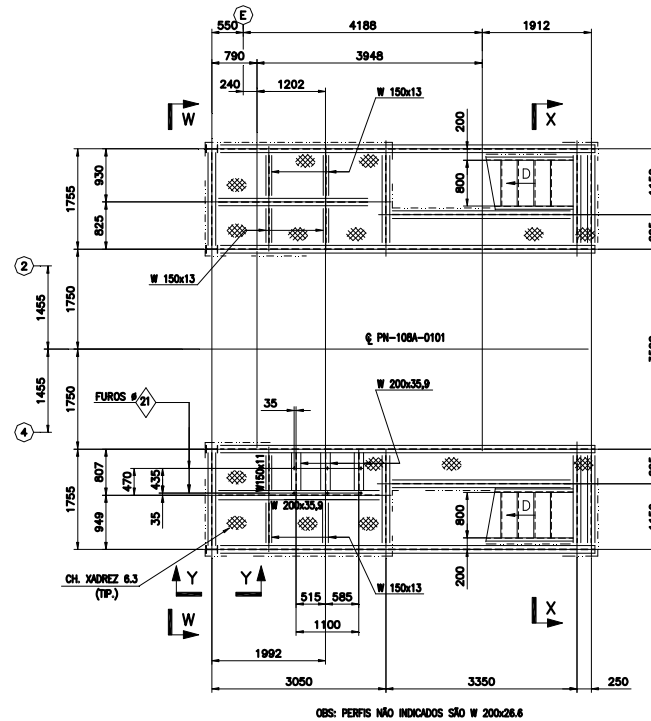 E
550
4188
1912
790
3948
240
1202
W 150x13
W
X
200
930
1755
825
800
D
W 150x13
2
1455
1750
℄ PN-108A-0101
1455
1750
W 200x35,9
FUROS ø 21
35
4
807
470
435
W150x11
1755
W 200x35,9
949
35
800
D
200
CH. XADREZ 6.3
(TIP.)
Y
Y
W 150x13
515
585
W
X
1100
1992
3050
3350
250
OBS: PERFIS NÃO INDICADOS SÃO W 200x26.6